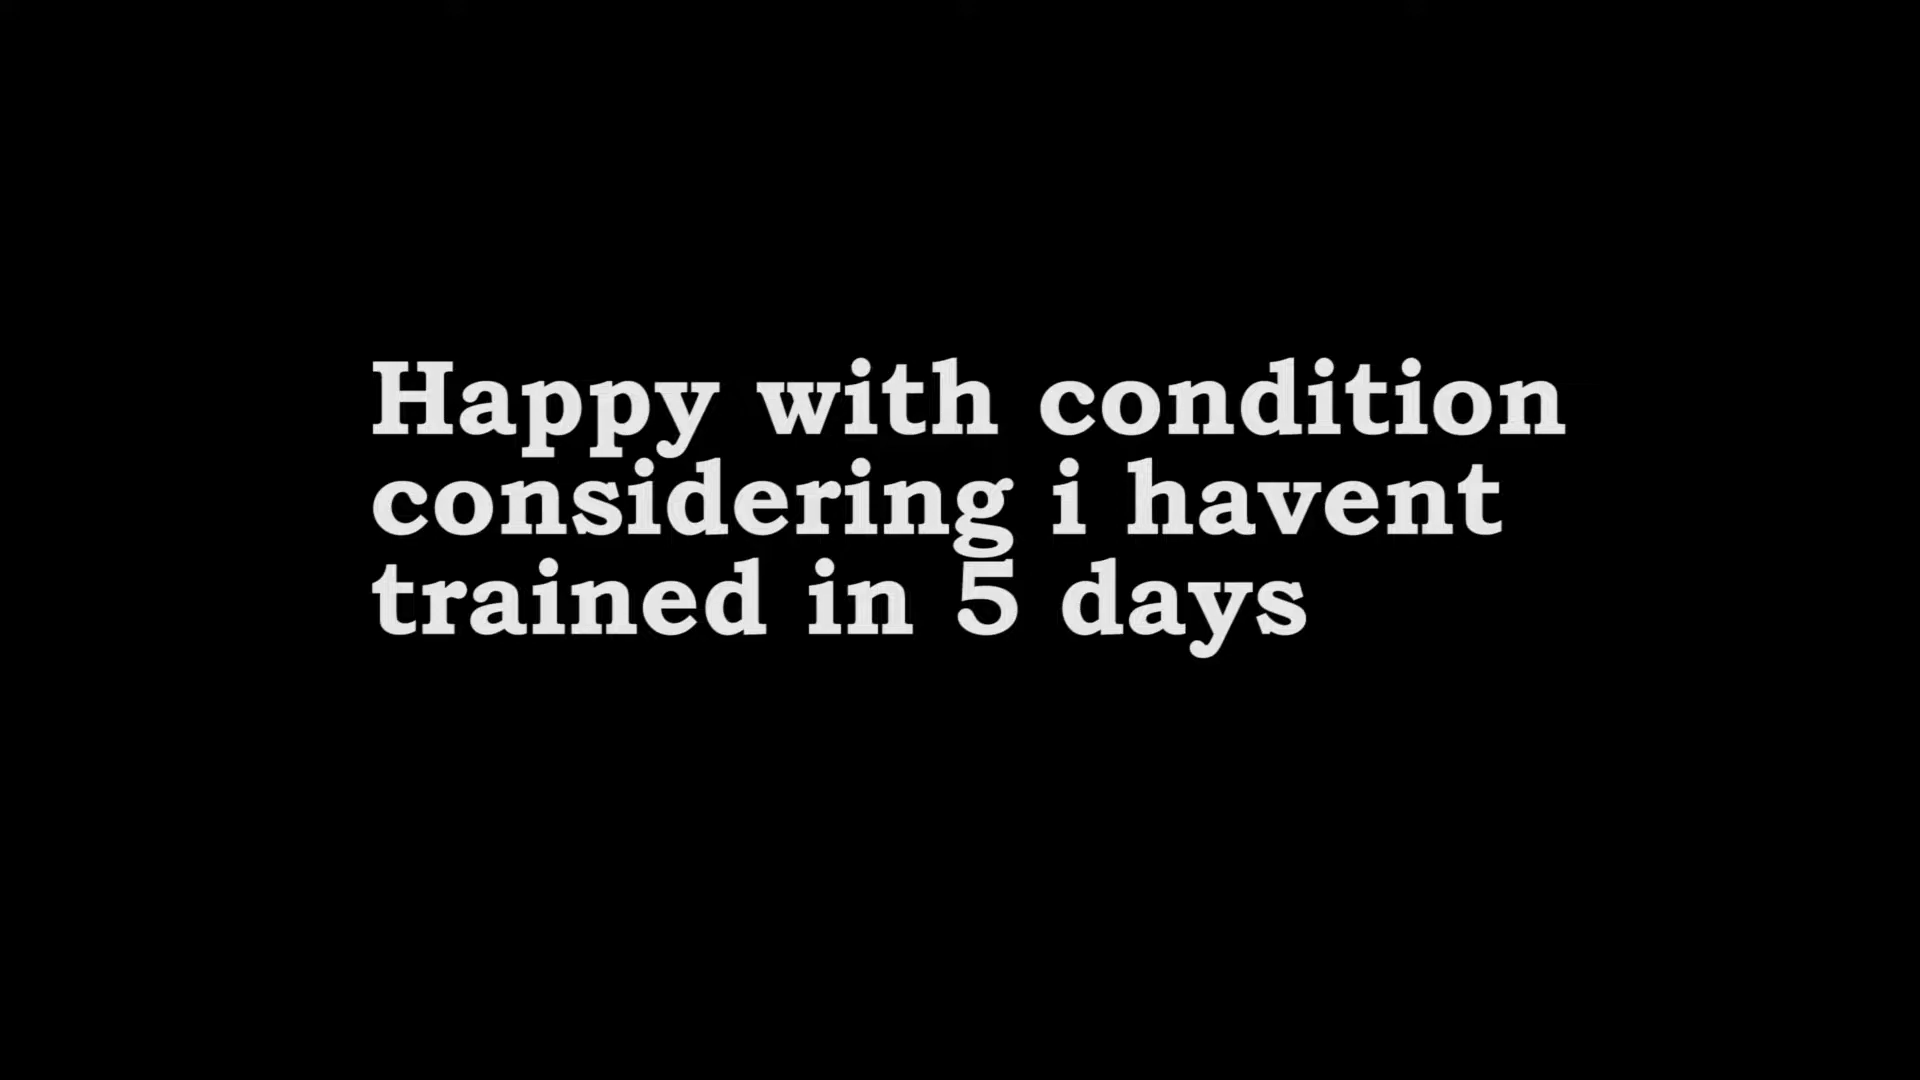 Happy with condition
considering i havent
trained in 5 days